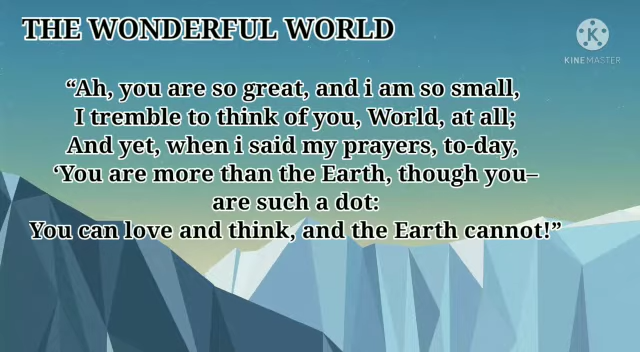 THE WONDERFUL WORLD
K
KINEMASTER
“Ah, you are so great, and i am so small,
I tremble to think of you, World, at all;
And yet, when i said my prayers, to-day,
‘You are more than the Earth, though you–
are such a dot:
You can love and think, and the Earth cannot!”